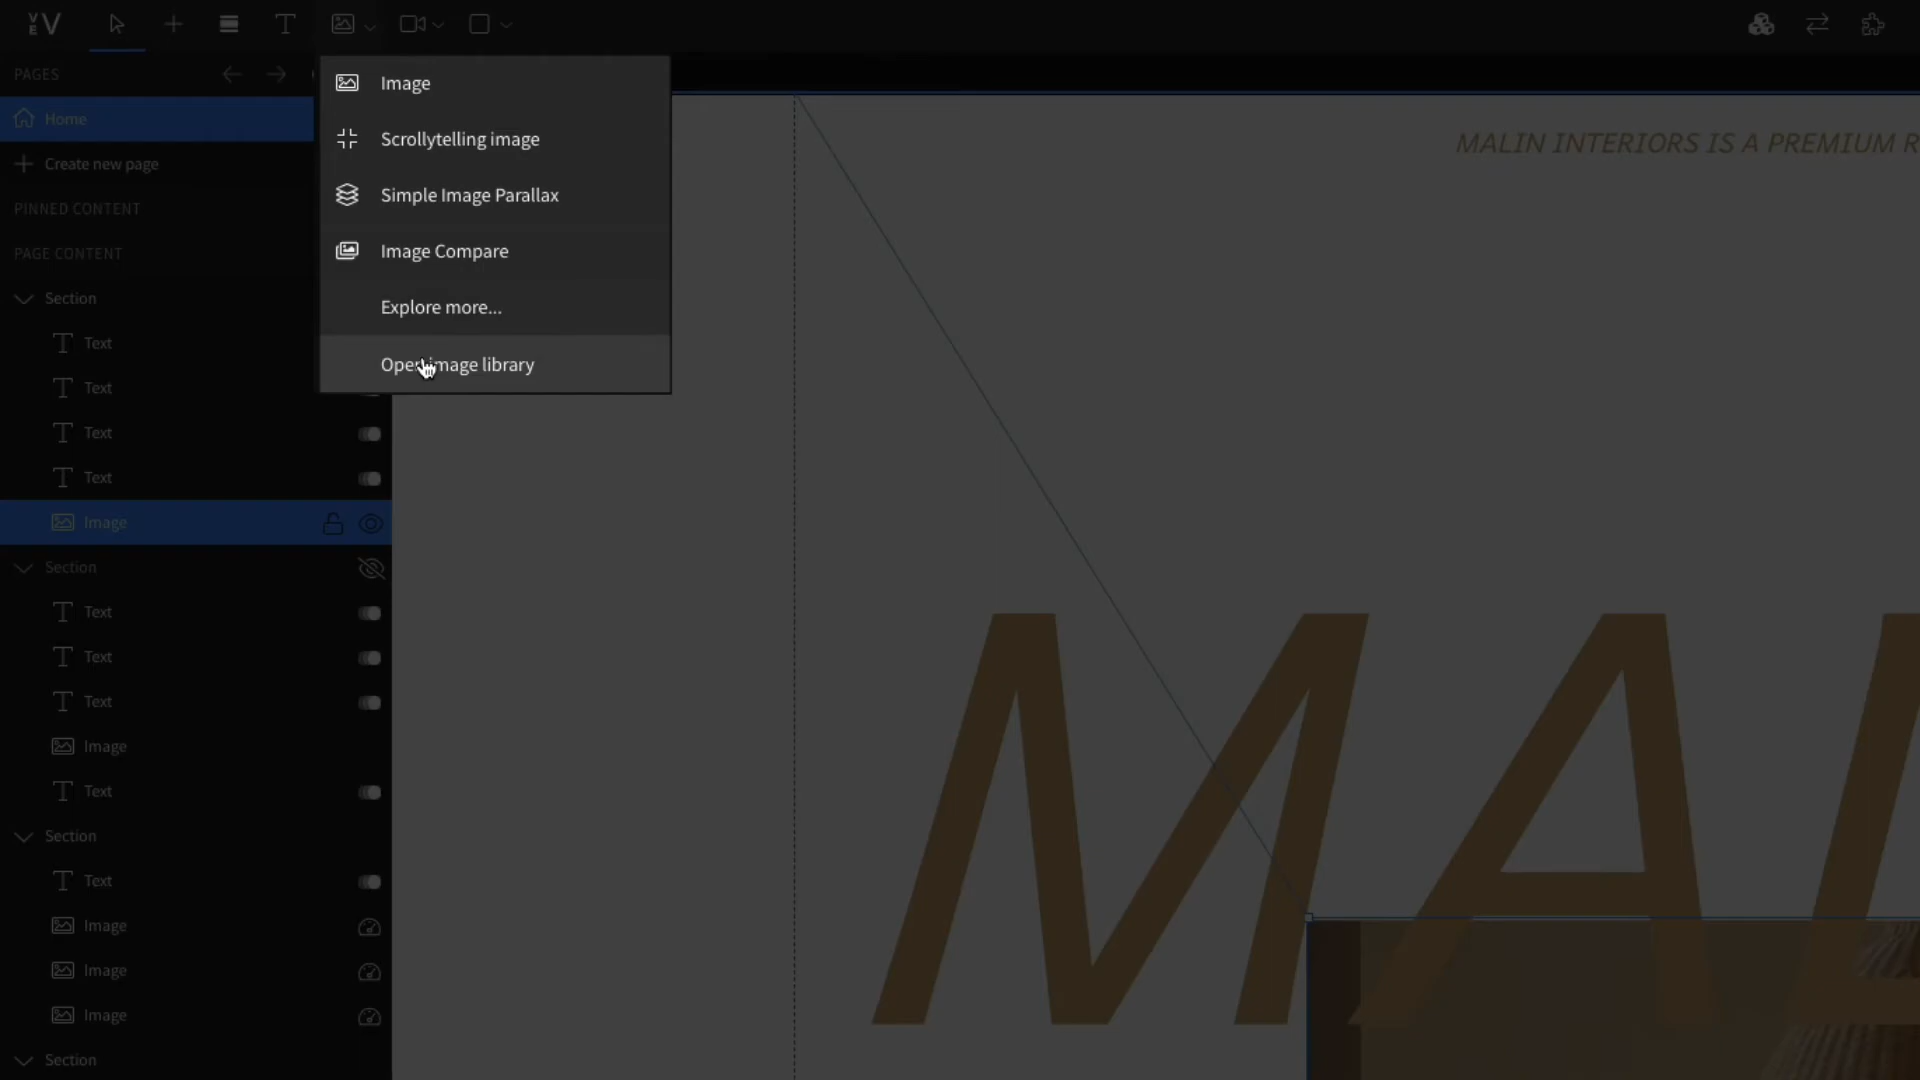 VEV
PAGES
Home
Create new page
PINNED CONTENT
PAGE CONTENT
Section
Text
Text
Text
Text
Image
Section
Text
Text
Text
Image
Text
Section
Text
Image
Image
Image
Section
Image
Scrollytelling image
Simple Image Parallax
Image Compare
Explore more...
Open image library
MALIN INTERIORS IS A PREMIUM R
MAL